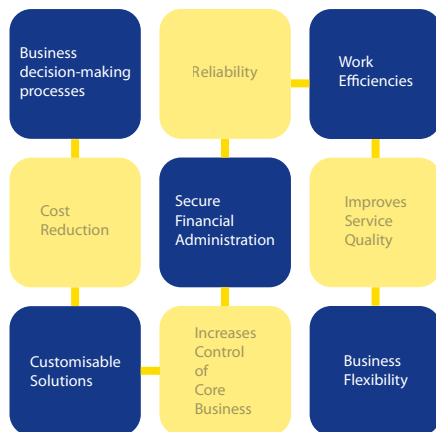 Business
decision-making
processes
Reliability
Work
Efficiencies
Cost
Reduction
Secure
Financial
Administration
Improves
Service
Quality
Customisable
Solutions
Increases
Control
of
Core
Business
Business
Flexibility